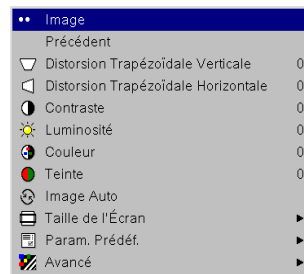 •• Image
Précédent
Distorsion Trapézoïdale Verticale 0
Distorsion Trapézoïdale Horizontale 0
Contraste 0
Luminosité 0
Couleur 0
Teinte 0
Image Auto
Taille de l'Écran
Param. Prédéf.
Avancé